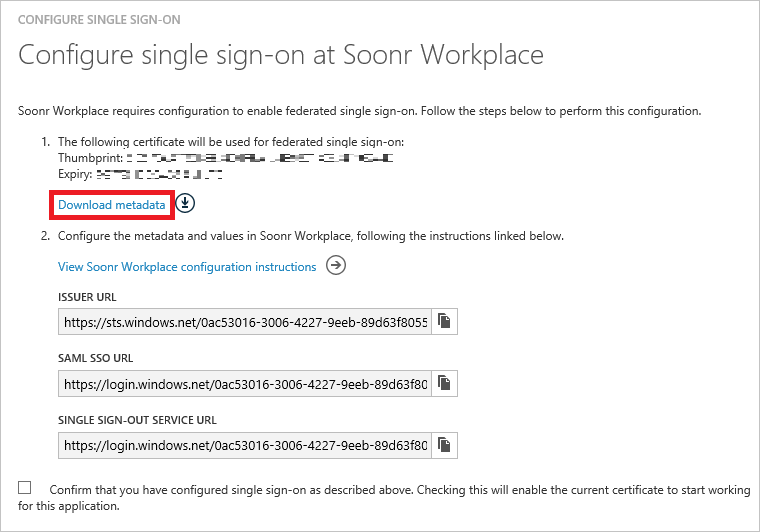 CONFIGURE SINGLE SIGN-ON
Configure single sign-on at Soonr Workplace
Soonr Workplace requires configuration to enable federated single sign-on. Follow the steps below to perform this configuration.
1. The following certificate will be used for federated single sign-on:
Thumbprint:
Expiry:
Download metadata
2. Configure the metadata and values in Soonr Workplace, following the instructions linked below.
View Soonr Workplace configuration instructions
ISSUER URL
https://sts.windows.net/0ac53016-3006-4227-9eeb-89d63f8055
SAML SSO URL
https://login.windows.net/0ac53016-3006-4227-9eeb-89d63f80
SINGLE SIGN-OUT SERVICE URL
https://login.windows.net/0ac53016-3006-4227-9eeb-89d63f80
Confirm that you have configured single sign-on as described above. Checking this will enable the current certificate to start working
for this application.